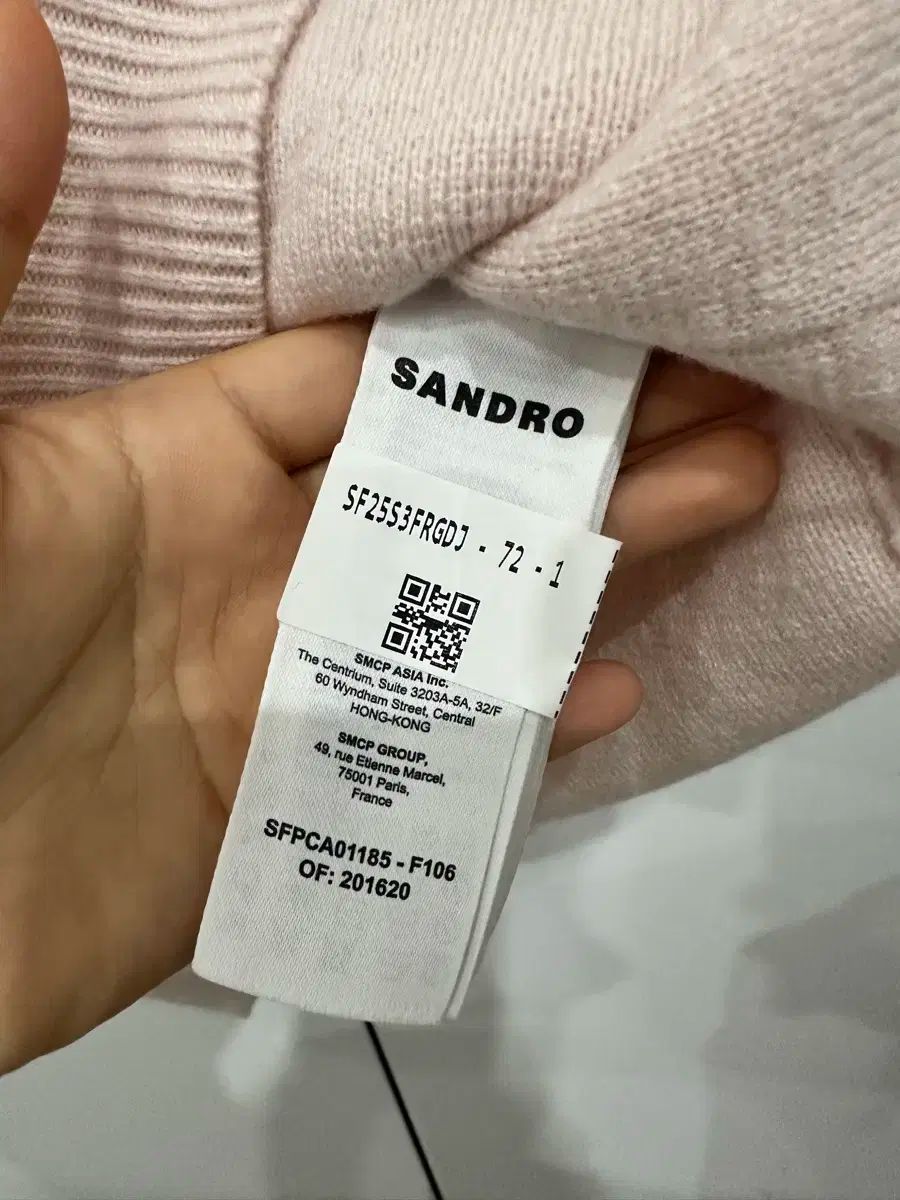 SANDRO
SF25S3FRGDJ - 72 - 1
SMCP ASIA Inc.
The Centrium, Suite 3203A-5A, 32/F
60 Wyndham Street, Central
HONG-KONG
SMCP GROUP,
49, rue Etienne Marcel,
75001 Paris,
France
SFPCA01185 - F106
OF: 201620